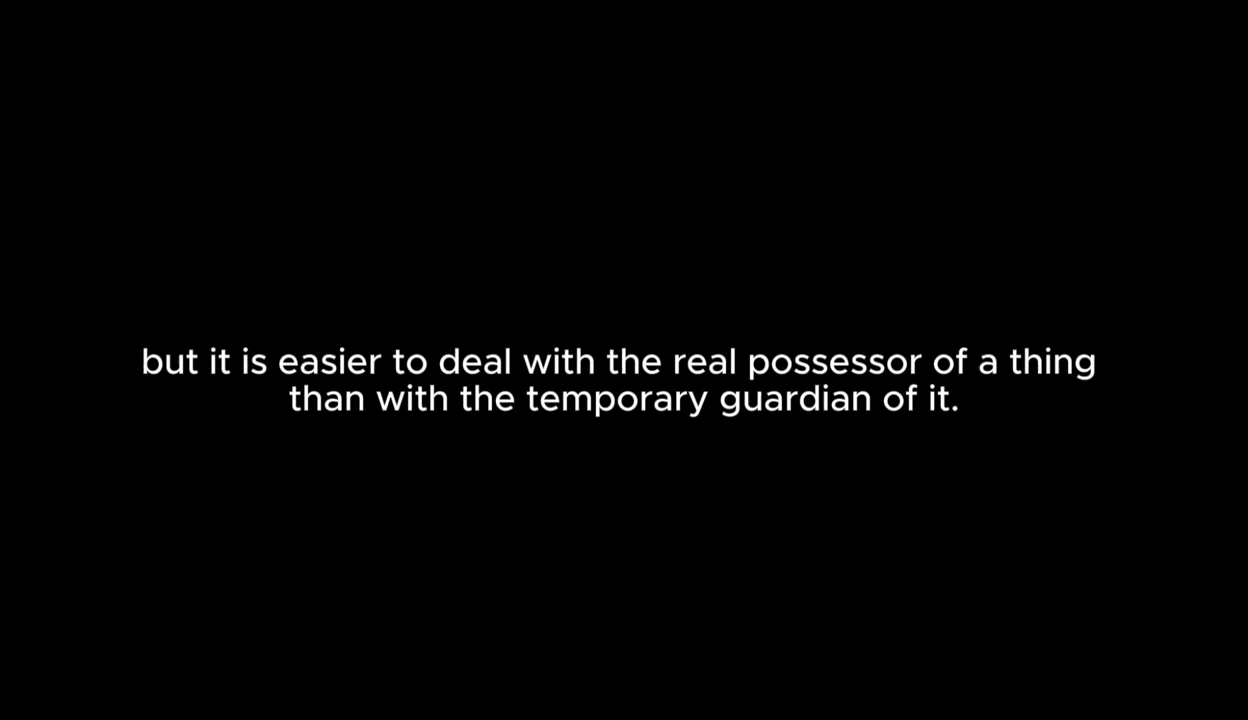 but it is easier to deal with the real possessor of a thing
than with the temporary guardian of it.